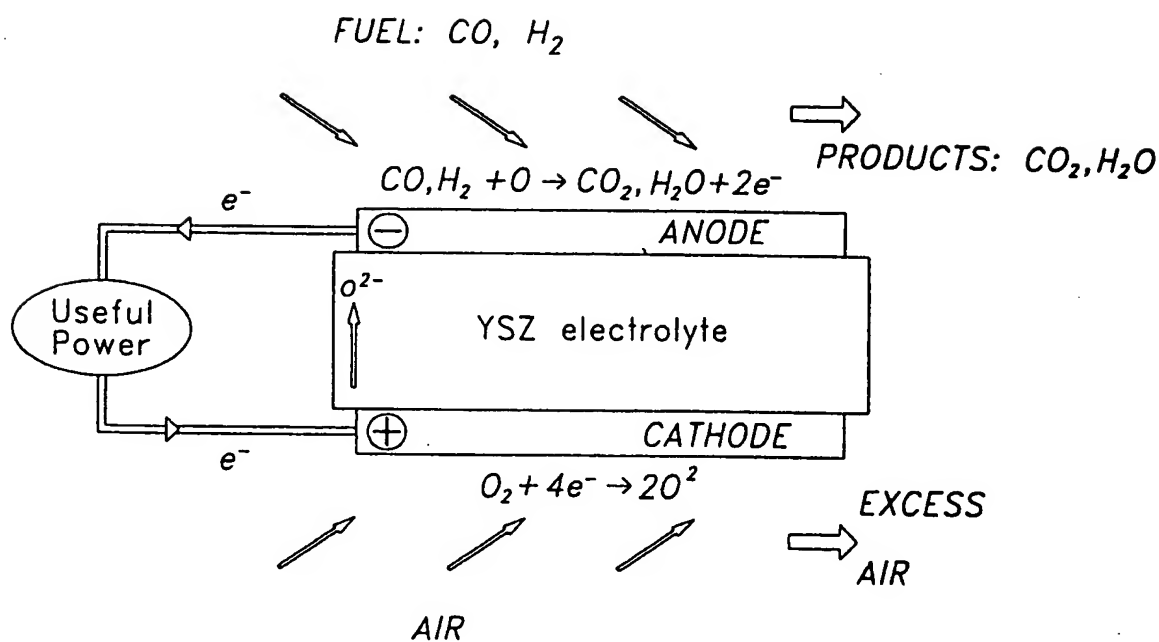 FUEL: CO, H₂
PRODUCTS: CO₂,H₂O
CO,H₂ +O → CO₂,H₂O+2e⁻
e⁻
− ANODE
O²⁻
Useful
Power
YSZ electrolyte
+ CATHODE
e⁻
O₂+4e⁻→2O²
EXCESS
AIR
AIR